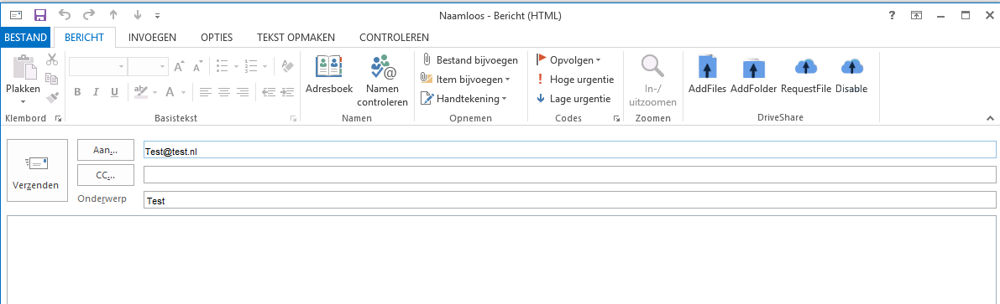 Naamloos - Bericht (HTML)
?
BESTAND BERICHT INVOEGEN OPTIES TEKST OPMAKEN CONTROLEREN
Plakken
B I U A
Adresboek
Namen controleren
Bestand bijvoegen
Item bijvoegen
Handtekening
Opvolgen
Hoge urgentie
Lage urgentie
In-/
uitzoomen
AddFiles AddFolder RequestFile Disable
Klembord Basistekst Namen Opnemen Codes Zoomen DriveShare
Verzenden
Aan... Test@test.nl
CC...
Onderwerp Test